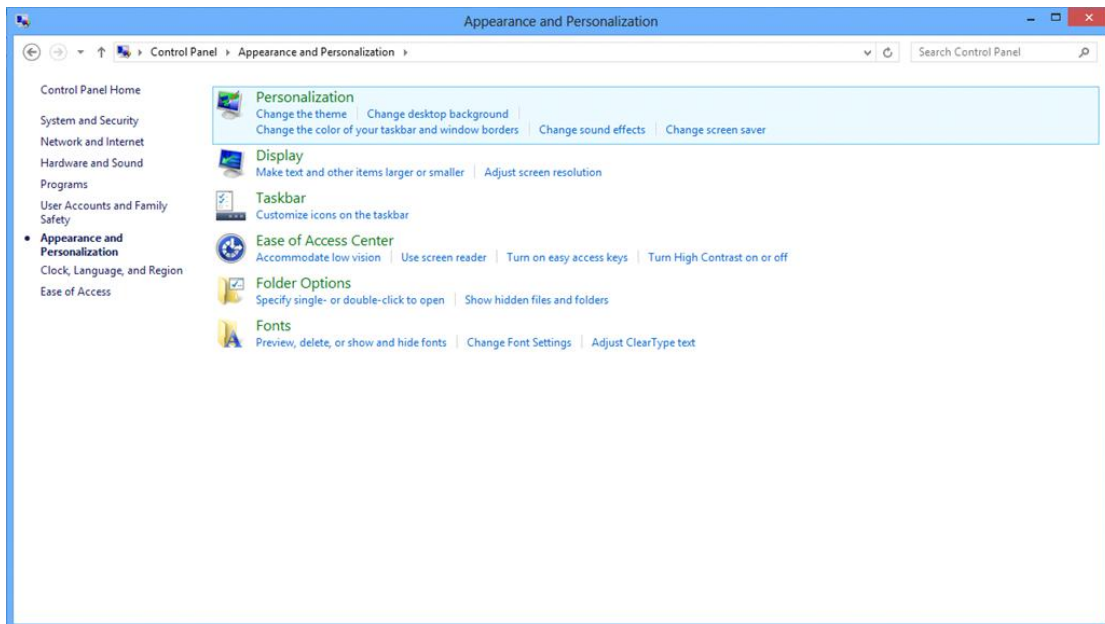 Appearance and Personalization
Control Panel Appearance and Personalization
Search Control Panel
Control Panel Home
System and Security
Network and Internet
Hardware and Sound
Programs
User Accounts and Family
Safety
Appearance and
Personalization
Clock, Language, and Region
Ease of Access
Personalization
Change the theme Change desktop background
Change the color of your taskbar and window borders Change sound effects Change screen saver
Display
Make text and other items larger or smaller Adjust screen resolution
Taskbar
Customize icons on the taskbar
Ease of Access Center
Accommodate low vision Use screen reader Turn on easy access keys Turn High Contrast on or off
Folder Options
Specify single- or double-click to open Show hidden files and folders
Fonts
Preview, delete, or show and hide fonts Change Font Settings Adjust ClearType text